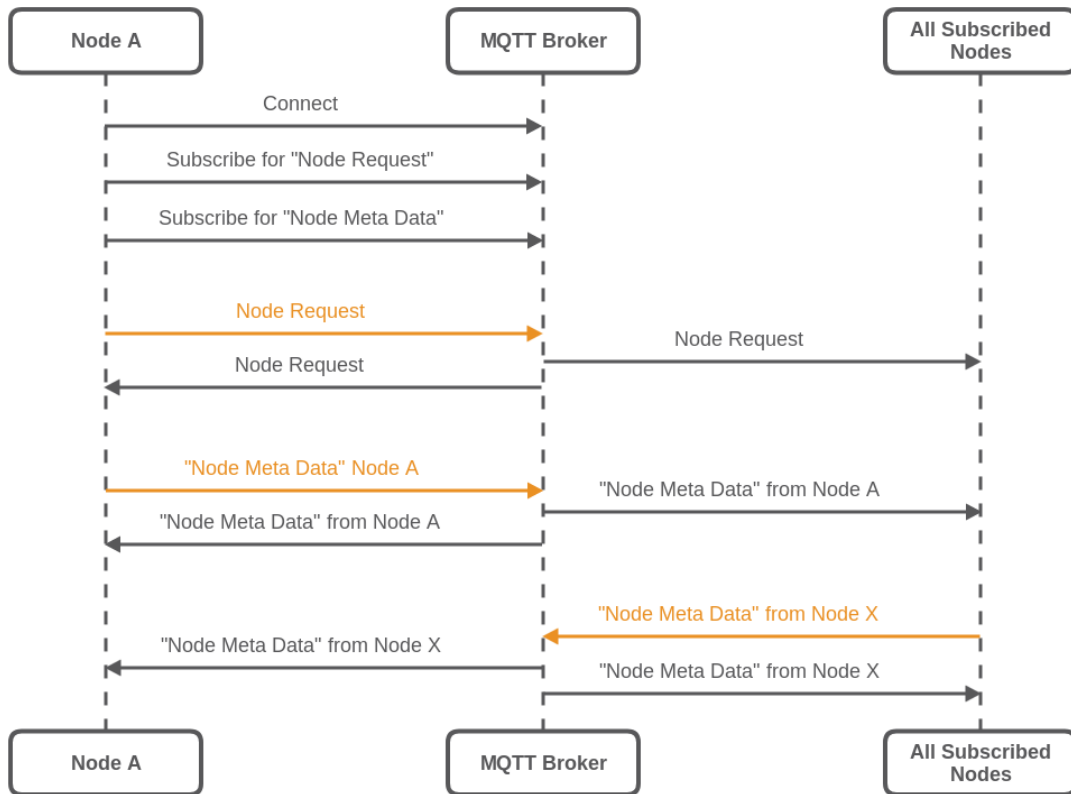 Node A
MQTT Broker
All Subscribed
Nodes
Connect
Subscribe for "Node Request"
Subscribe for "Node Meta Data"
Node Request
Node Request
Node Request
"Node Meta Data" Node A
"Node Meta Data" from Node A
"Node Meta Data" from Node A
"Node Meta Data" from Node X
"Node Meta Data" from Node X
"Node Meta Data" from Node X
Node A
MQTT Broker
All Subscribed
Nodes